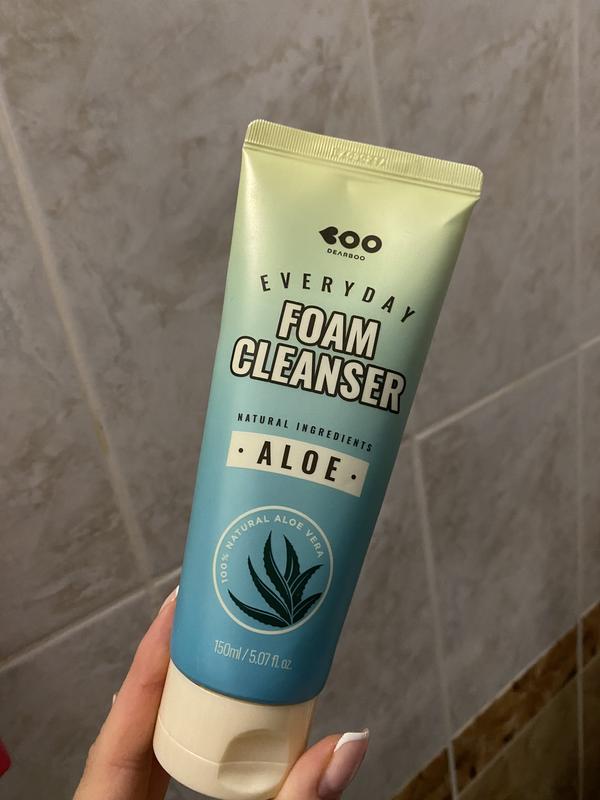 BOO
DEARBOO
EVERYDAY
FOAM
CLEANSER
NATURAL INGREDIENTS
· ALOE ·
100% NATURAL ALOE VERA
150ml / 5.07 fl. oz.